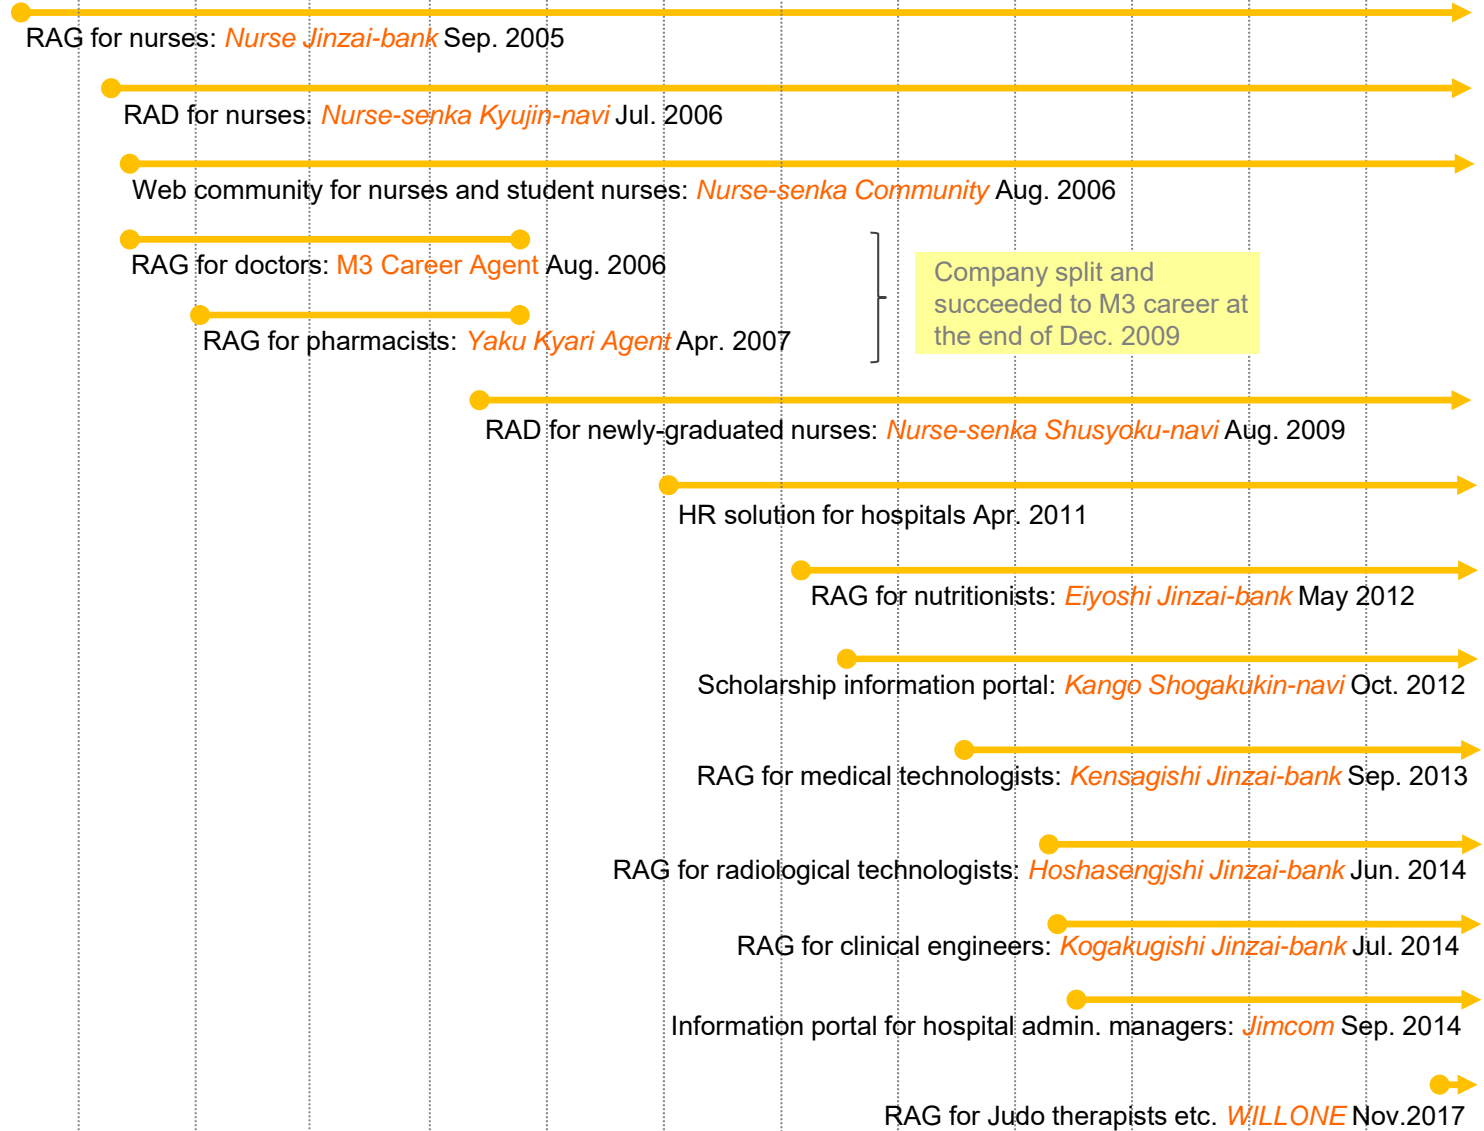 RAG for nurses: Nurse Jinzai-bank Sep. 2005
RAD for nurses: Nurse-senka Kyujin-navi Jul. 2006
Web community for nurses and student nurses: Nurse-senka Community Aug. 2006
RAG for doctors: M3 Career Agent Aug. 2006
Company split and
succeeded to M3 career at
the end of Dec. 2009
RAG for pharmacists: Yaku Kyari Agent Apr. 2007
RAD for newly-graduated nurses: Nurse-senka Shusyoku-navi Aug. 2009
HR solution for hospitals Apr. 2011
RAG for nutritionists: Eiyoshi Jinzai-bank May 2012
Scholarship information portal: Kango Shogakukin-navi Oct. 2012
RAG for medical technologists: Kensagishi Jinzai-bank Sep. 2013
RAG for radiological technologists: Hoshasengjshi Jinzai-bank Jun. 2014
RAG for clinical engineers: Kogakugishi Jinzai-bank Jul. 2014
Information portal for hospital admin. managers: Jimcom Sep. 2014
RAG for Judo therapists etc. WILLONE Nov.2017